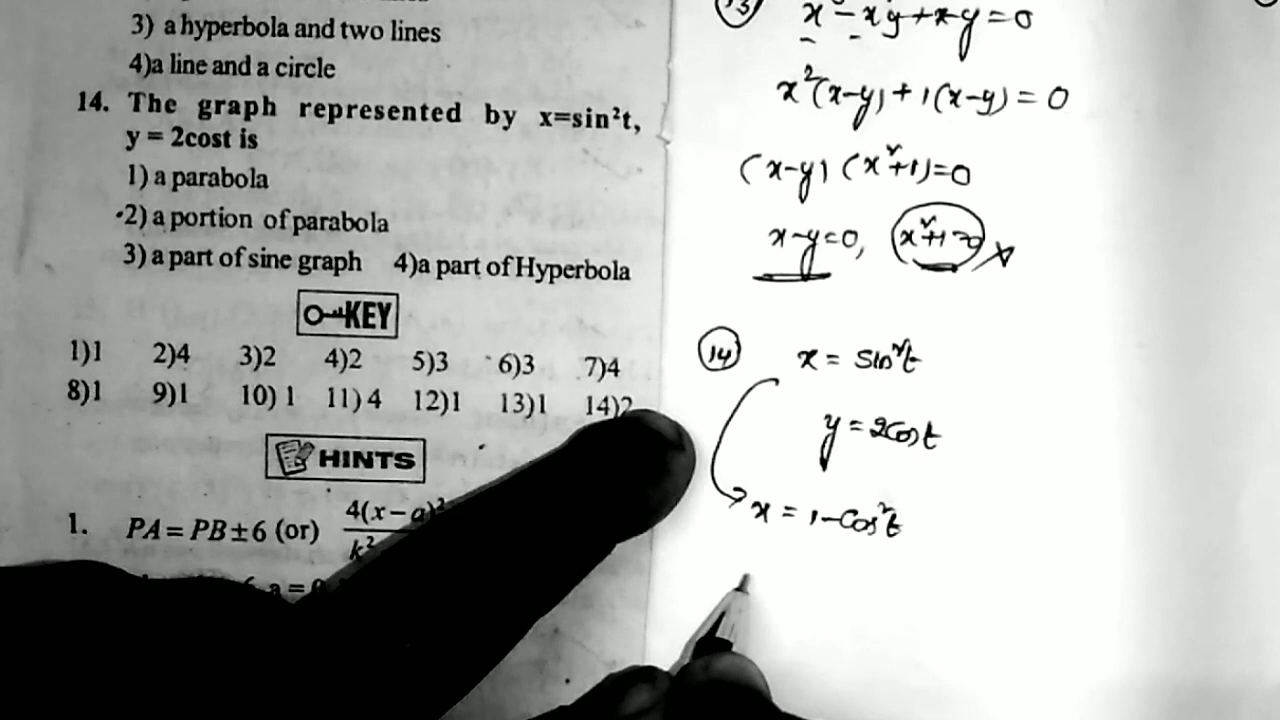 3) a hyperbola and two lines
4)a line and a circle
14. The graph represented by x=sin²t,
y = 2cost is
1) a parabola
2) a portion of parabola
3) a part of sine graph 4)a part of Hyperbola
KEY
1)1 2)4 3)2 4)2 5)3 6)3 7)4
8)1 9)1 10) 1 11) 4 12)1 13)1 14)2
HINTS
1. PA = PB ± 6 (or) 4(x – a)²
k²
a = 0
x²(x-y) + 1(x-y) = 0
(x-y) (x²+1)=0
x-y=0, x²+1=0
14 x = Sin²t
y = 2Cost
x = 1-Cos²t